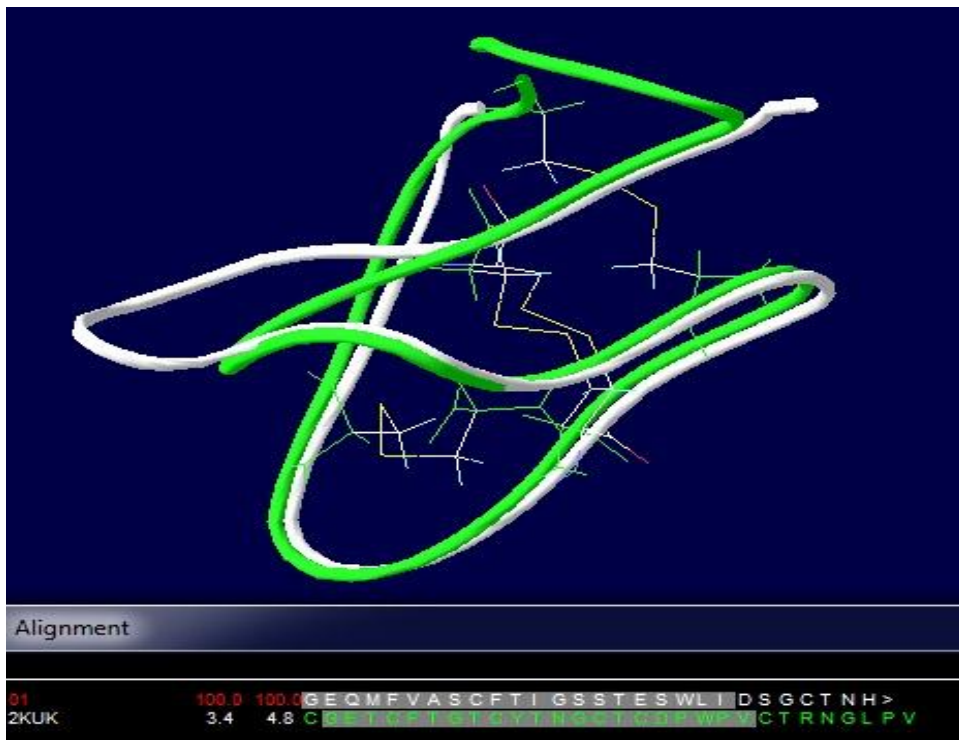 Alignment
01 100.0 100.0 G E Q M F V A S C F T I G S S T E S W L I D S G C T N H >
2KUK 3.4 4.8 C G E T C F T G T C Y T N G C T C D P W P V C T R N G L P V